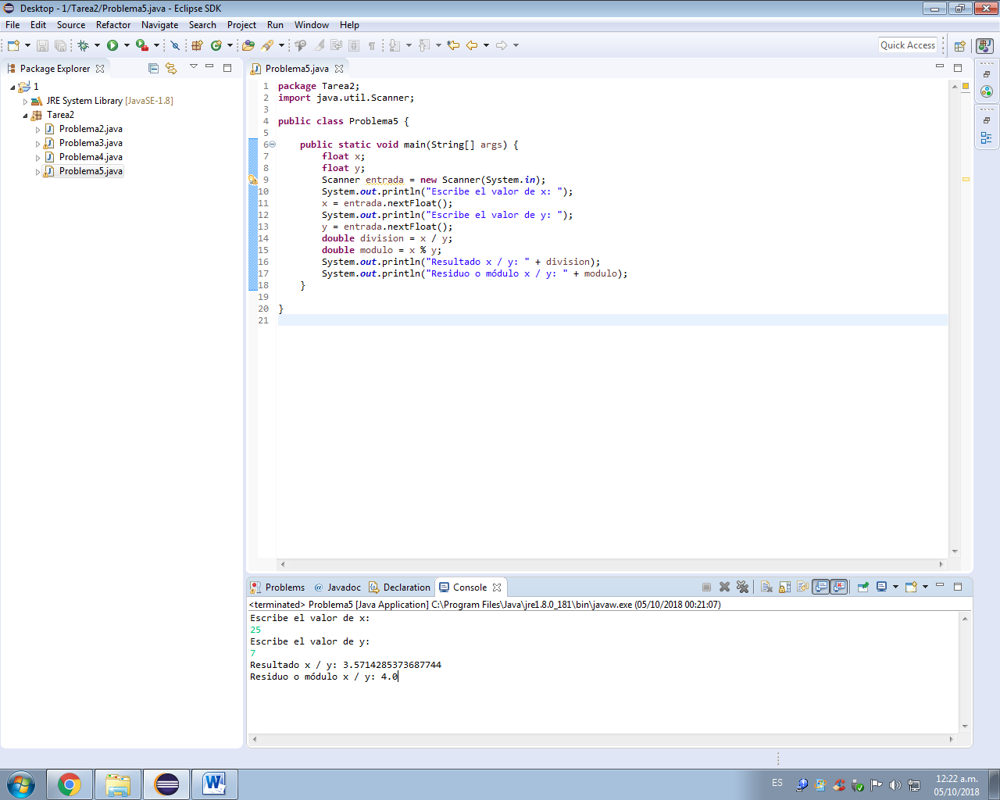 Desktop - 1/Tarea2/Problema5.java - Eclipse SDK
File Edit Source Refactor Navigate Search Project Run Window Help
Quick Access
Package Explorer
1
JRE System Library [JavaSE-1.8]
Tarea2
Problema2.java
Problema3.java
Problema4.java
Problema5.java
Problema5.java
1 package Tarea2;
2 import java.util.Scanner;
3
4 public class Problema5 {
5
6 public static void main(String[] args) {
7 float x;
8 float y;
9 Scanner entrada = new Scanner(System.in);
10 System.out.println("Escribe el valor de x: ");
11 x = entrada.nextFloat();
12 System.out.println("Escribe el valor de y: ");
13 y = entrada.nextFloat();
14 double division = x / y;
15 double modulo = x % y;
16 System.out.println("Resultado x / y: " + division);
17 System.out.println("Residuo o módulo x / y: " + modulo);
18 }
19
20 }
21
Problems @ Javadoc Declaration Console
<terminated> Problema5 [Java Application] C:\Program Files\Java\jre1.8.0_181\bin\javaw.exe (05/10/2018 00:21:07)
Escribe el valor de x:
25
Escribe el valor de y:
7
Resultado x / y: 3.5714285373687744
Residuo o módulo x / y: 4.0
ES
12:22 a.m.
05/10/2018